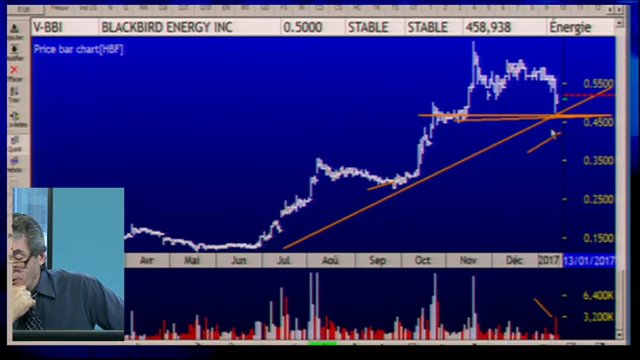 V-BBI BLACKBIRD ENERGY INC 0.5000 STABLE STABLE 458,938 Énergie
Price bar chart[HBF]
0.5500
0.4500
0.3500
0.2500
0.1500
Avr Mai Jun Jul Aoû Sep Oct Nov Déc 2017 13/01/2017
6,400K
3,200K